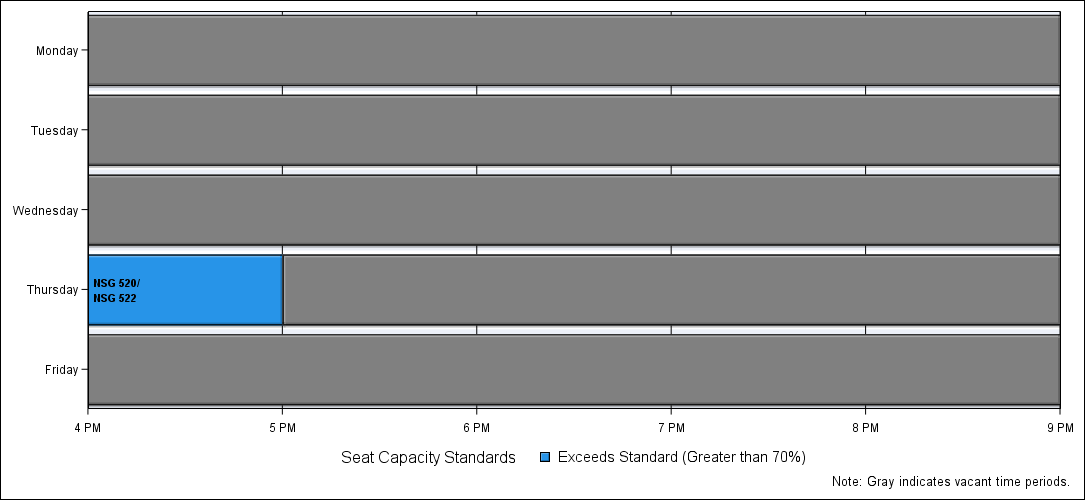 Monday
Tuesday
Wednesday
Thursday
NSG 520/
NSG 522
Friday
4 PM 5 PM 6 PM 7 PM 8 PM 9 PM
Seat Capacity Standards Exceeds Standard (Greater than 70%)
Note: Gray indicates vacant time periods.